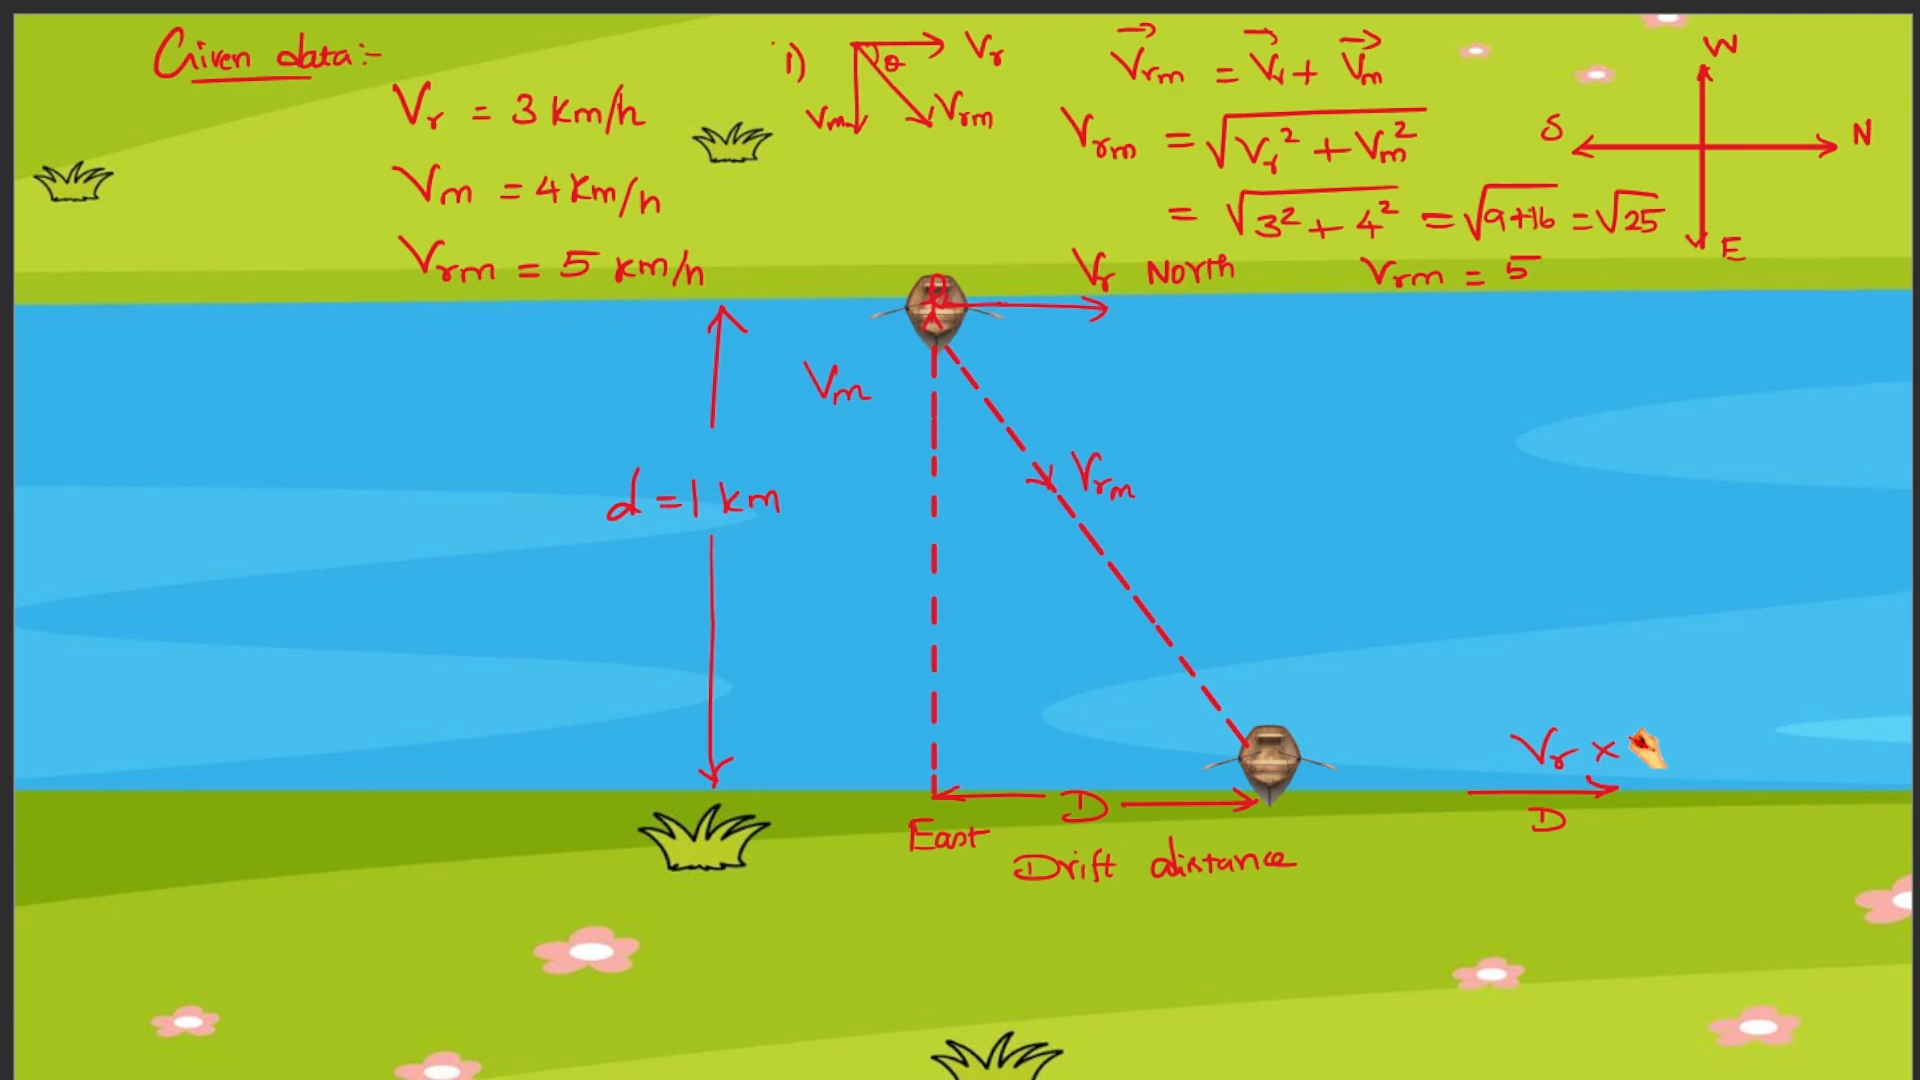 Given data:-
Vr = 3 km/h
Vm = 4 km/h
Vrm = 5 km/h
i)
Vr
θ
Vm
Vrm
Vrm = Vr + Vm
Vrm = √Vr² + Vm²
= √3² + 4² = √9+16 = √25
Vrm = 5
W
S
N
E
Vr North
Vm
Vrm
d = 1 km
D
East
Drift distance
Vr ×
D